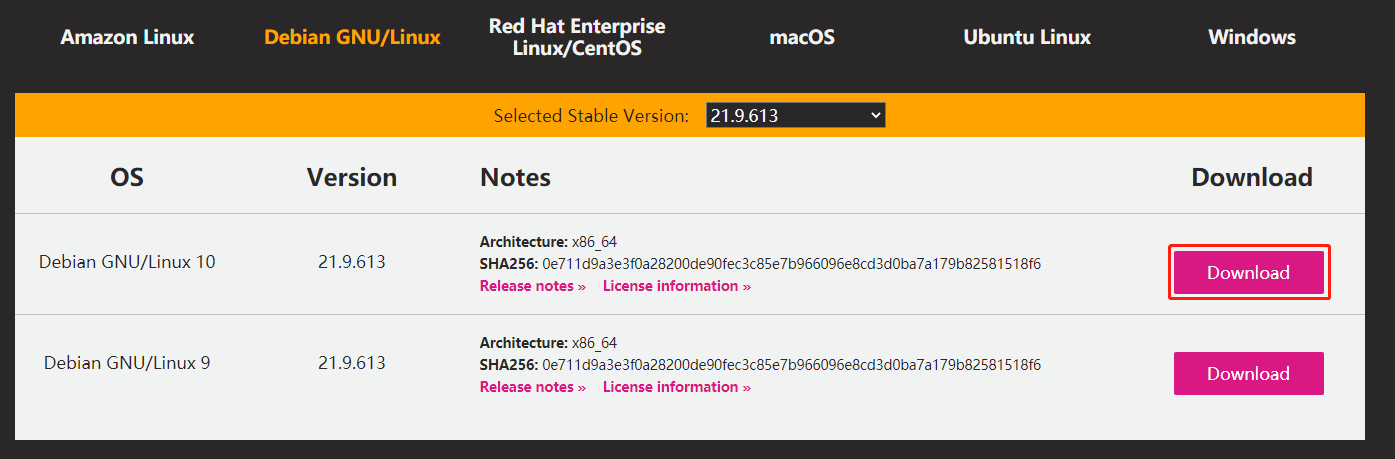 Amazon Linux
Debian GNU/Linux
Red Hat Enterprise
Linux/CentOS
macOS
Ubuntu Linux
Windows
Selected Stable Version: 21.9.613
OS Version Notes Download
Debian GNU/Linux 10
21.9.613
Architecture: x86_64
SHA256: 0e711d9a3e3f0a28200de90fec3c85e7b966096e8cd3d0ba7a179b82581518f6
Release notes » License information »
Download
Debian GNU/Linux 9
21.9.613
Architecture: x86_64
SHA256: 0e711d9a3e3f0a28200de90fec3c85e7b966096e8cd3d0ba7a179b82581518f6
Release notes » License information »
Download